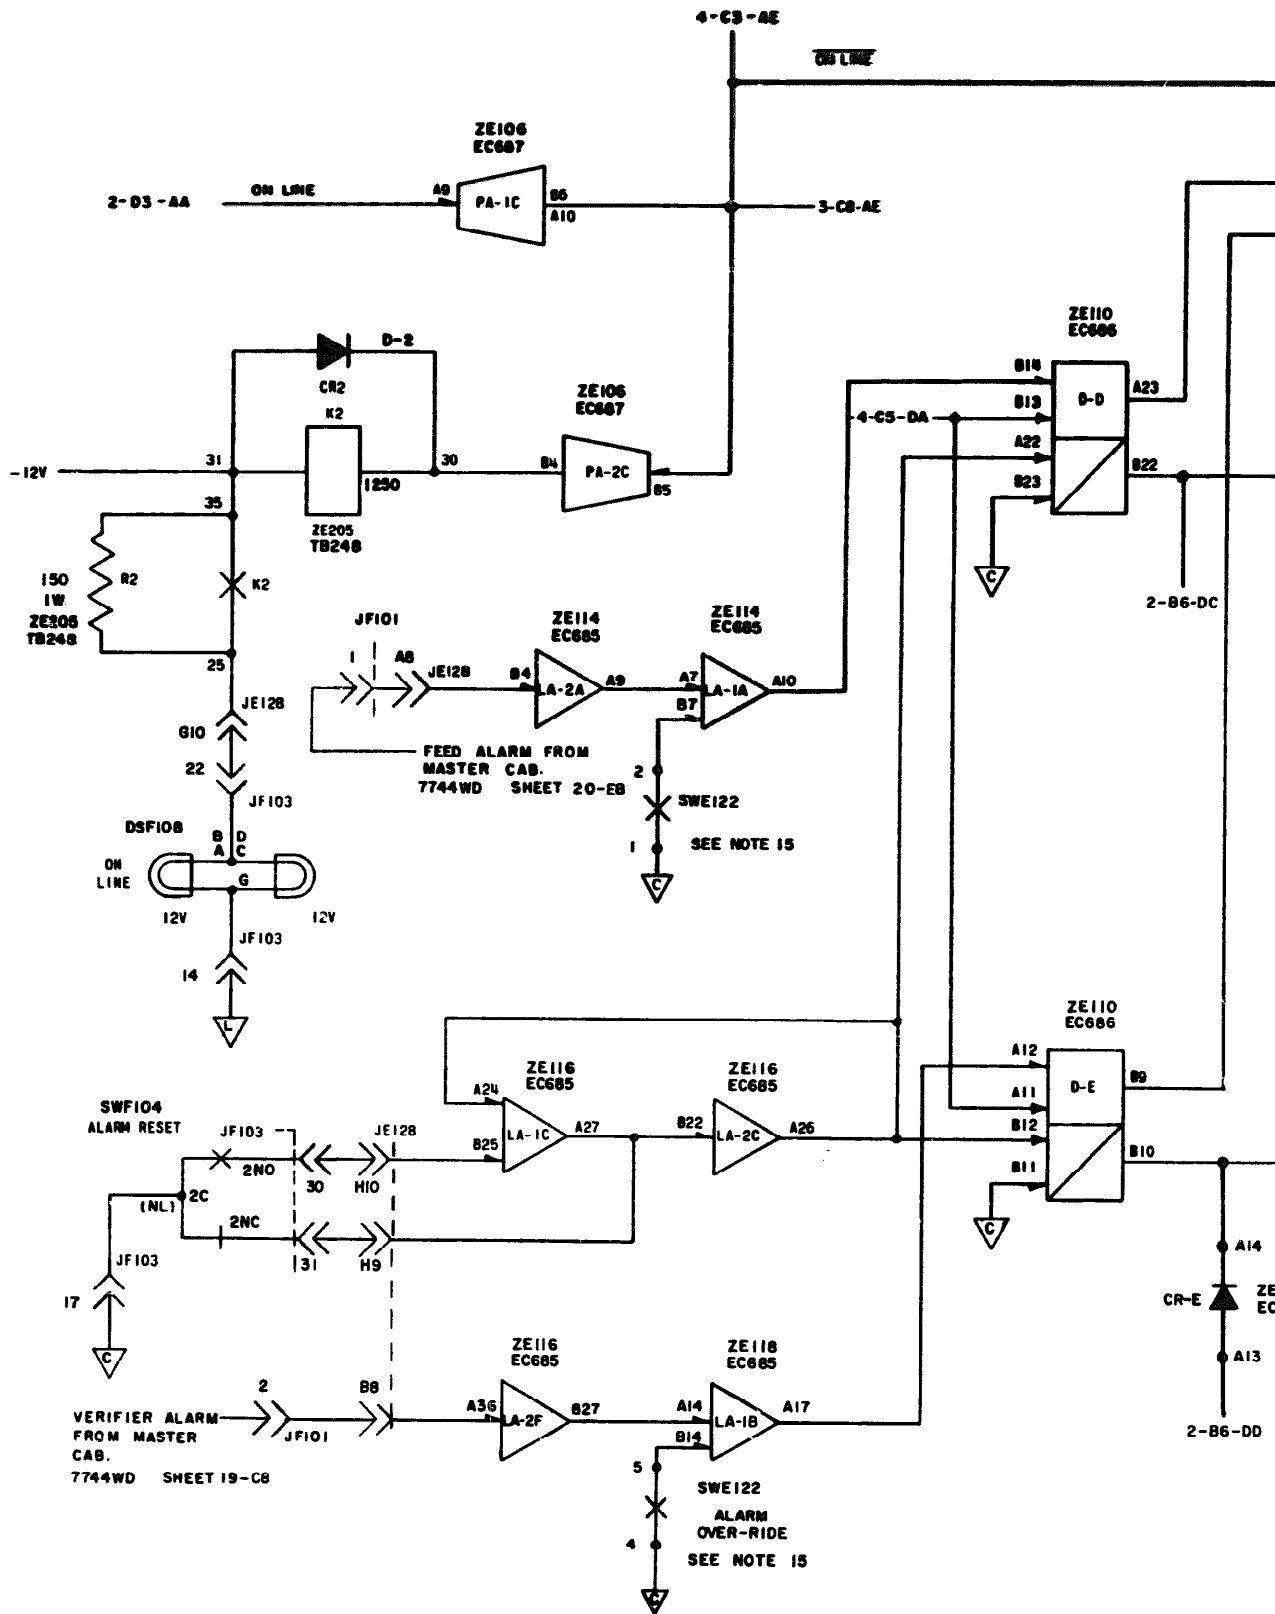 4-C3-AE
ON LINE
ZE106
EC687
2-D3-AA
ON LINE
A9
PA-1C
B6
A10
3-C8-AE
ZE110
EC686
D-2
CR2
K2
ZE106
EC687
B14
D-D
A23
4-C5-DA
B13
A22
-12V
31
1250
30
B4
PA-2C
B5
B22
B23
35
ZE205
TB248
150
1W
ZE205
TB248
R2
K2
C
2-B6-DC
JF101
ZE114
EC685
ZE114
EC685
25
1
A8
JE128
B4
LA-2A
A9
A7
LA-1A
A10
B7
JE128
G10
FEED ALARM FROM
MASTER CAB.
7744WD SHEET 20-E8
2
22
JF103
SWE122
DSF108
B D
A C
1
SEE NOTE 15
ON
LINE
G
C
12V
12V
JF103
14
L
ZE110
EC686
A12
D-E
B9
A11
ZE116
EC685
ZE116
EC685
A24
SWF104
ALARM RESET
JF103
JE128
B25
LA-1C
A27
B22
LA-2C
A26
B12
B10
2NO
30
H10
B11
2C
(NL)
2NC
C
31
H9
A14
JF103
17
CR-E
ZE
EC
C
ZE116
EC685
ZE118
EC685
A13
2
B8
A36
LA-2F
B27
A14
LA-1B
A17
B14
VERIFIER ALARM
FROM MASTER
CAB.
7744WD SHEET 19-C8
JF101
2-B6-DD
5
SWE122
ALARM
OVER-RIDE
4
SEE NOTE 15
C